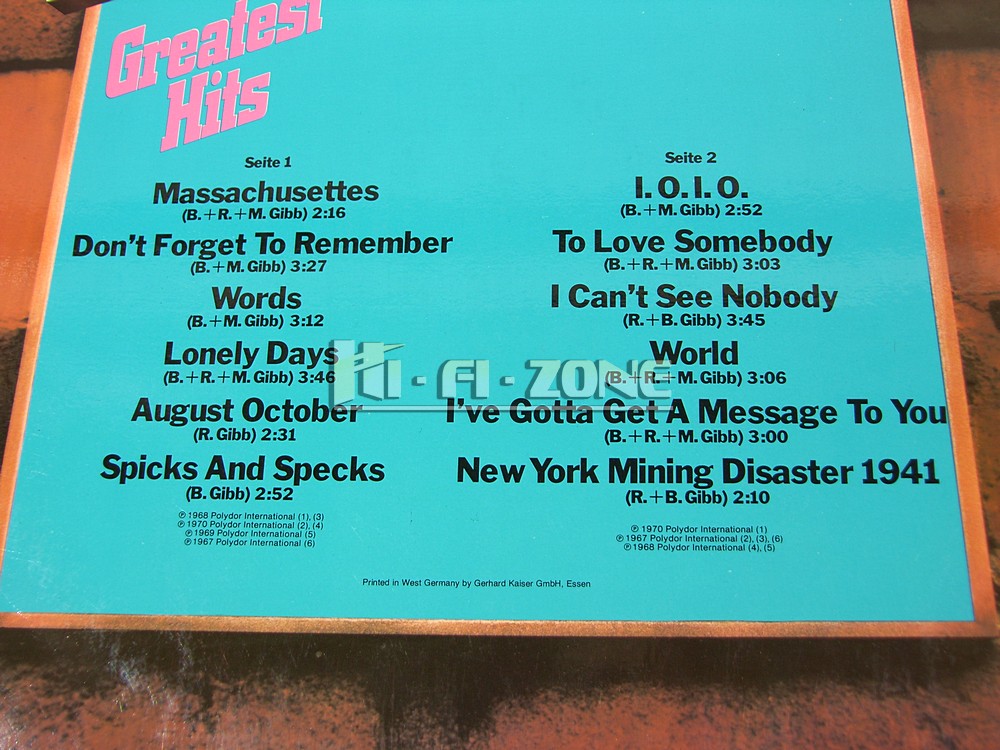 Greatest
Hits
Seite 1
Massachusettes
(B.+R.+M. Gibb) 2:16
Don't Forget To Remember
(B.+M. Gibb) 3:27
Words
(B.+M. Gibb) 3:12
Lonely Days
(B.+R.+M. Gibb) 3:46
August October
(R. Gibb) 2:31
Spicks And Specks
(B. Gibb) 2:52
℗ 1968 Polydor International (1), (3)
℗ 1970 Polydor International (2), (4)
℗ 1969 Polydor International (5)
℗ 1967 Polydor International (6)
Seite 2
I.O.I.O.
(B.+M. Gibb) 2:52
To Love Somebody
(B.+R.+M. Gibb) 3:03
I Can't See Nobody
(R.+B. Gibb) 3:45
World
(B.+R.+M. Gibb) 3:06
I've Gotta Get A Message To You
(B.+R.+M. Gibb) 3:00
New York Mining Disaster 1941
(R.+B. Gibb) 2:10
℗ 1970 Polydor International (1)
℗ 1967 Polydor International (2), (3), (6)
℗ 1968 Polydor International (4), (5)
Printed in West Germany by Gerhard Kaiser GmbH, Essen
Hi-Fi-ZONE